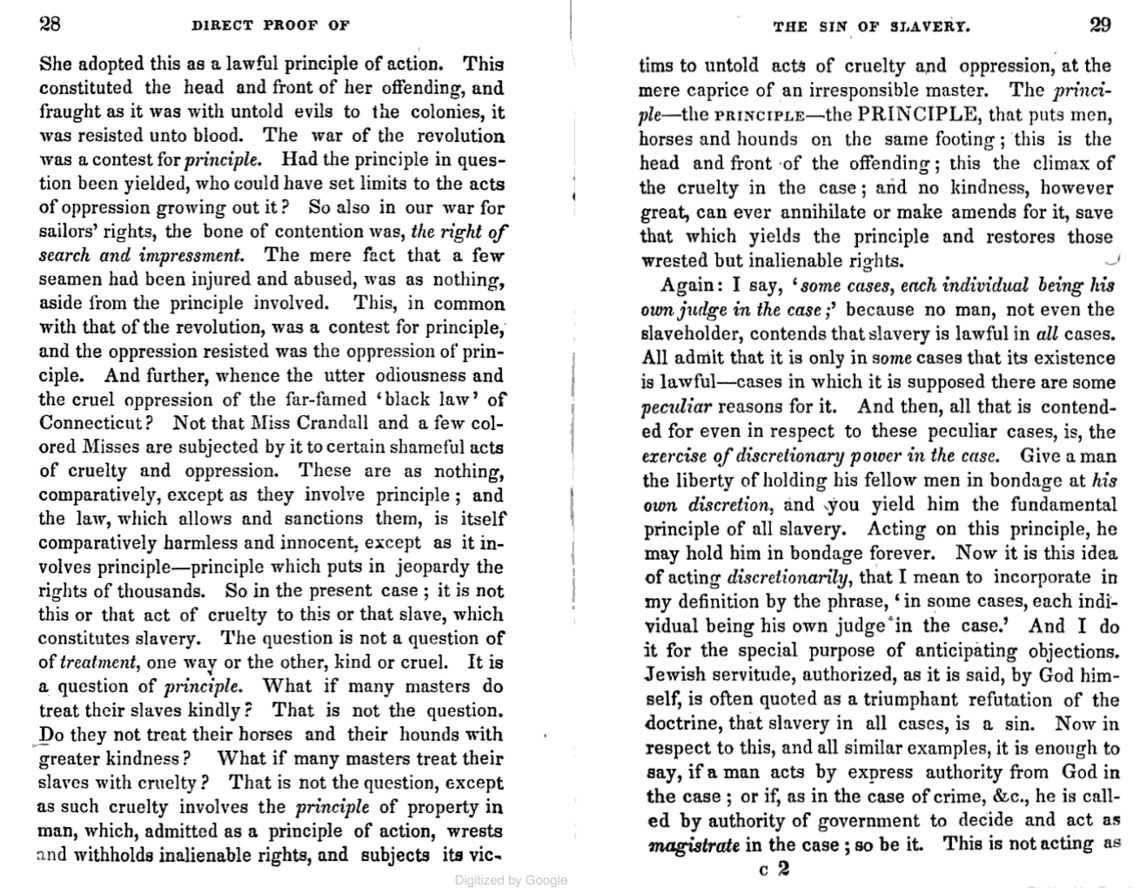 28 DIRECT PROOF OF
She adopted this as a lawful principle of action. This
constituted the head and front of her offending, and
fraught as it was with untold evils to the colonies, it
was resisted unto blood. The war of the revolution
was a contest for principle. Had the principle in ques-
tion been yielded, who could have set limits to the acts
of oppression growing out it? So also in our war for
sailors' rights, the bone of contention was, the right of
search and impressment. The mere fact that a few
seamen had been injured and abused, was as nothing,
aside from the principle involved. This, in common
with that of the revolution, was a contest for principle,
and the oppression resisted was the oppression of prin-
ciple. And further, whence the utter odiousness and
the cruel oppression of the far-famed 'black law' of
Connecticut? Not that Miss Crandall and a few col-
ored Misses are subjected by it to certain shameful acts
of cruelty and oppression. These are as nothing,
comparatively, except as they involve principle; and
the law, which allows and sanctions them, is itself
comparatively harmless and innocent, except as it in-
volves principle—principle which puts in jeopardy the
rights of thousands. So in the present case; it is not
this or that act of cruelty to this or that slave, which
constitutes slavery. The question is not a question of
of treatment, one way or the other, kind or cruel. It is
a question of principle. What if many masters do
treat their slaves kindly? That is not the question.
Do they not treat their horses and their hounds with
greater kindness? What if many masters treat their
slaves with cruelty? That is not the question, except
as such cruelty involves the principle of property in
man, which, admitted as a principle of action, wrests
and withholds inalienable rights, and subjects its vic-
Digitized by Google
THE SIN OF SLAVERY. 29
tims to untold acts of cruelty and oppression, at the
mere caprice of an irresponsible master. The princi-
ple—the PRINCIPLE—the PRINCIPLE, that puts men,
horses and hounds on the same footing; this is the
head and front of the offending; this the climax of
the cruelty in the case; and no kindness, however
great, can ever annihilate or make amends for it, save
that which yields the principle and restores those
wrested but inalienable rights.
Again: I say, 'some cases, each individual being his
own judge in the case;' because no man, not even the
slaveholder, contends that slavery is lawful in all cases.
All admit that it is only in some cases that its existence
is lawful—cases in which it is supposed there are some
peculiar reasons for it. And then, all that is contend-
ed for even in respect to these peculiar cases, is, the
exercise of discretionary power in the case. Give a man
the liberty of holding his fellow men in bondage at his
own discretion, and you yield him the fundamental
principle of all slavery. Acting on this principle, he
may hold him in bondage forever. Now it is this idea
of acting discretionarily, that I mean to incorporate in
my definition by the phrase, 'in some cases, each indi-
vidual being his own judge in the case.' And I do
it for the special purpose of anticipating objections.
Jewish servitude, authorized, as it is said, by God him-
self, is often quoted as a triumphant refutation of the
doctrine, that slavery in all cases, is a sin. Now in
respect to this, and all similar examples, it is enough to
say, if a man acts by express authority from God in
the case; or if, as in the case of crime, &c., he is call-
ed by authority of government to decide and act as
magistrate in the case; so be it. This is not acting as
c 2